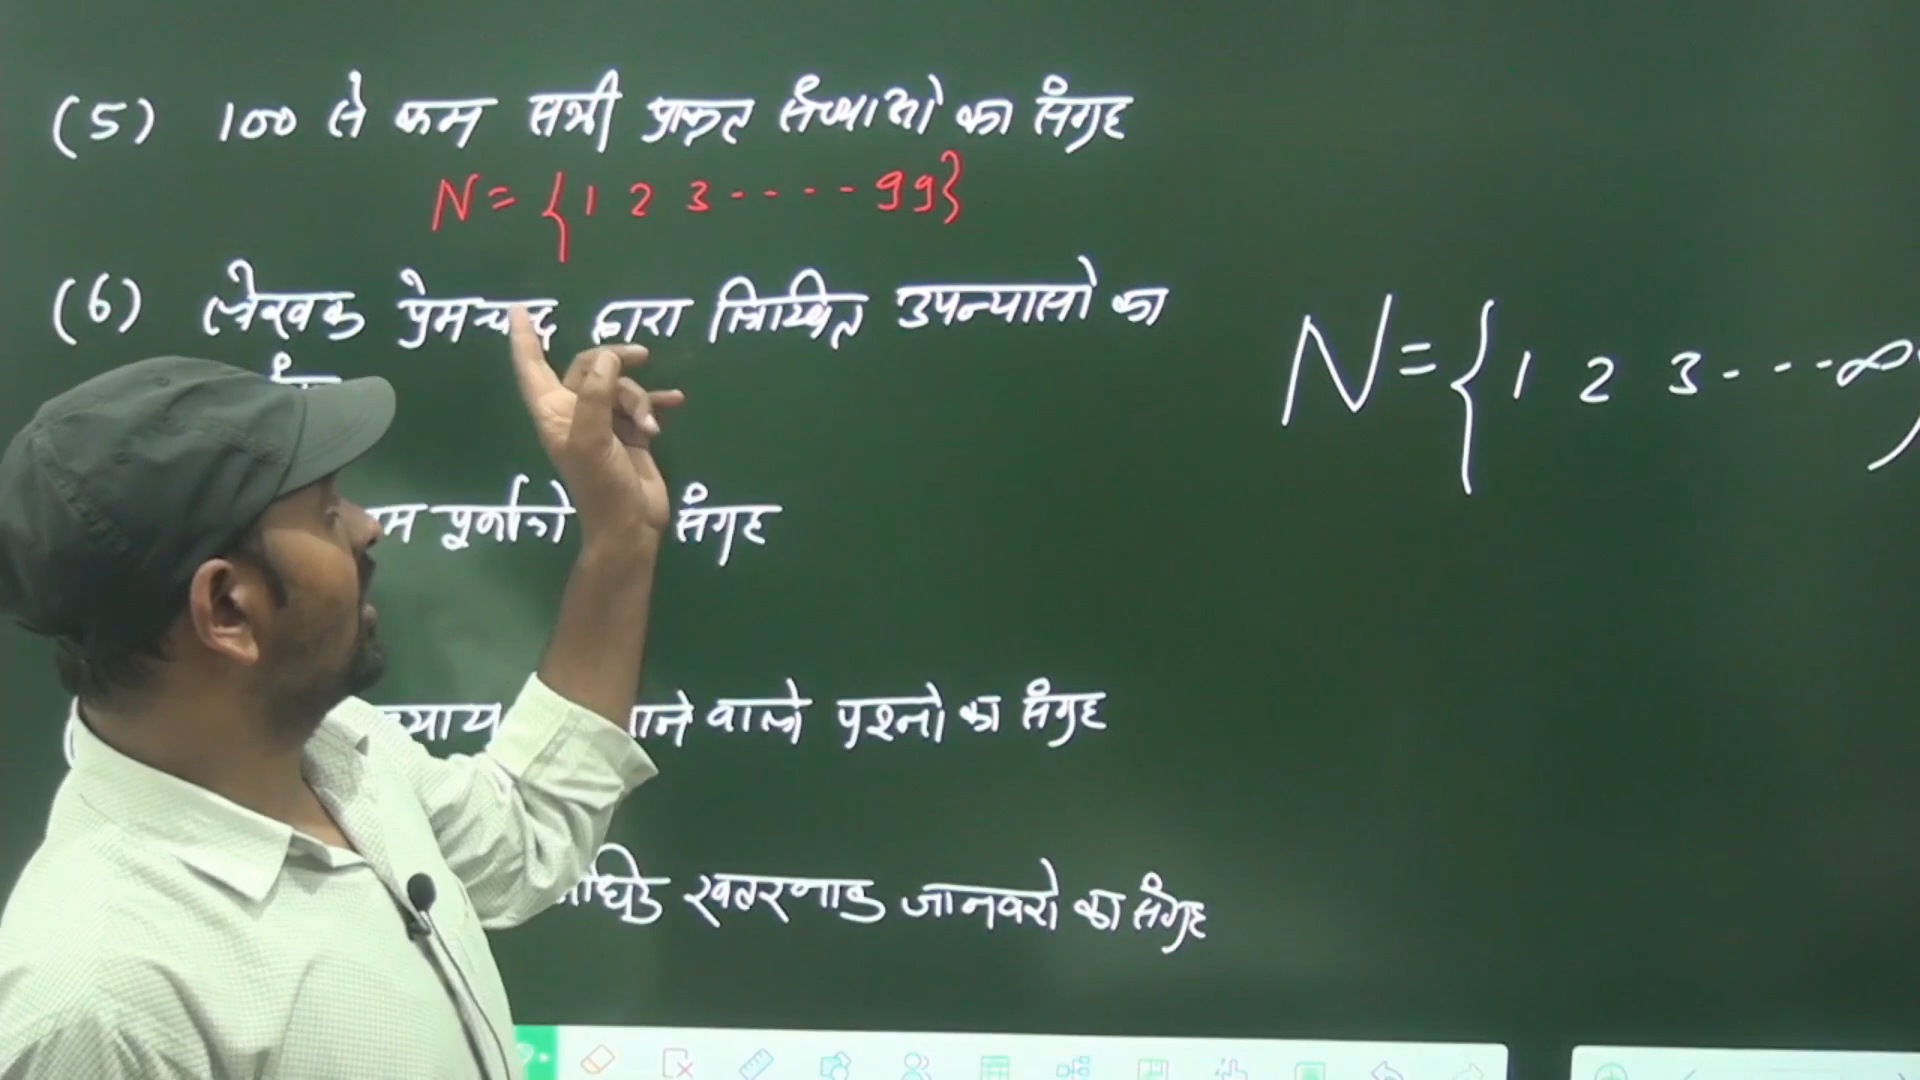 (5) 100 से कम सभी प्राकृत संख्याओ का संग्रह
N = { 1 2 3 - - - - 99}
(6) लेखक प्रेमचन्द द्वारा लिखित उपन्यासो का
N = { 1 2 3 - - - ∞
म पूर्णांको संग्रह
ध्याय आने वाले प्रश्नो का संग्रह
खतरनाक जानवरो का संग्रह